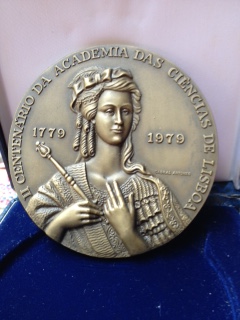 II CENTENÁRIO DA ACADEMIA DAS CIÊNCIAS DE LISBOA
1779 1979